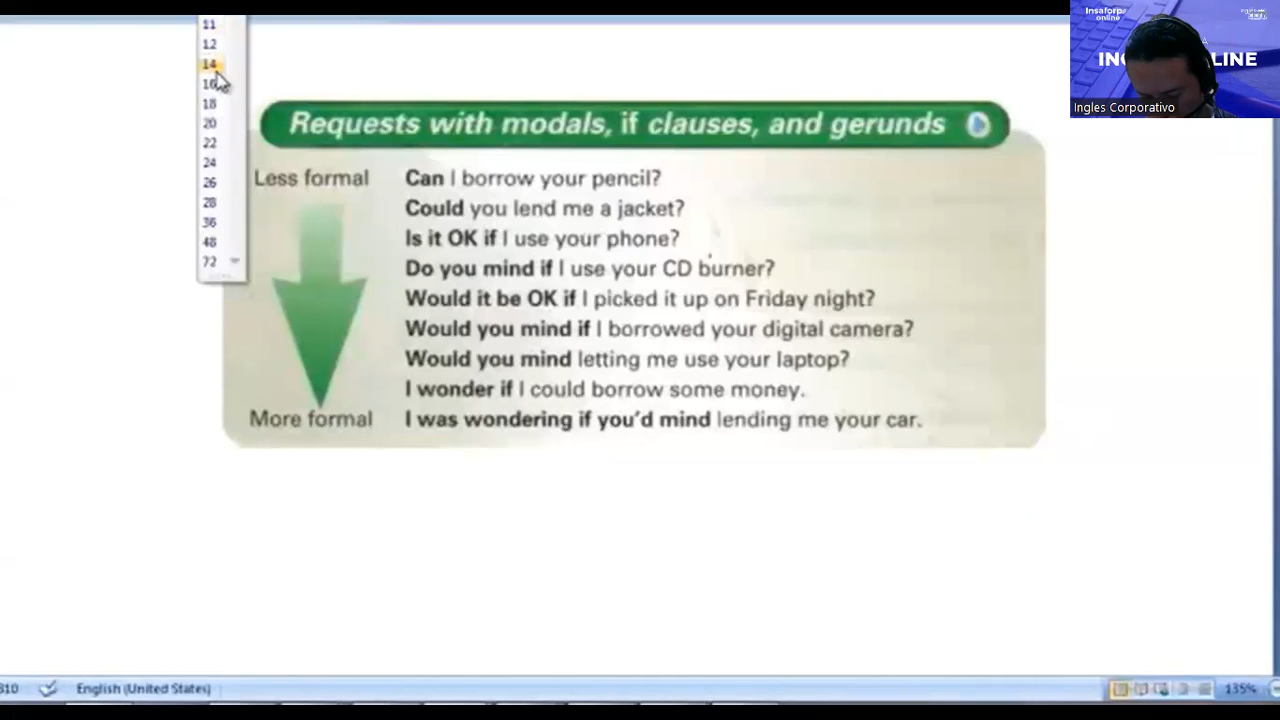 11
12
14
16
18
20
22
24
26
28
36
48
72
Insaforp
online
LINE
Ingles Corporativo
Requests with modals, if clauses, and gerunds
Less formal
Can I borrow your pencil?
Could you lend me a jacket?
Is it OK if I use your phone?
Do you mind if I use your CD burner?
Would it be OK if I picked it up on Friday night?
Would you mind if I borrowed your digital camera?
Would you mind letting me use your laptop?
I wonder if I could borrow some money.
More formal
I was wondering if you'd mind lending me your car.
810
English (United States)
135%